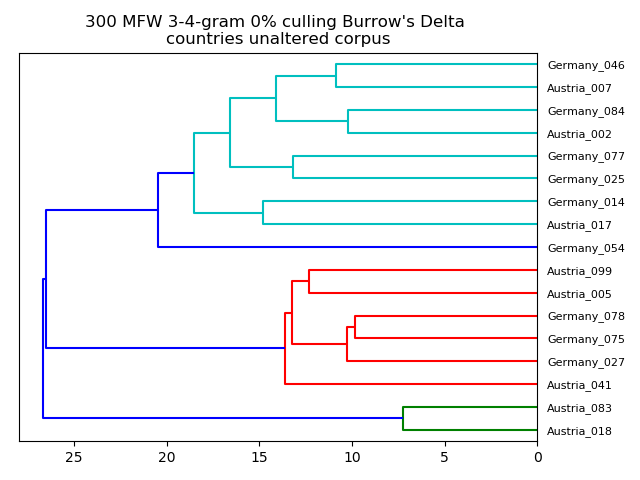 300 MFW 3-4-gram 0% culling Burrow's Delta
countries unaltered corpus
Germany_046
Austria_007
Germany_084
Austria_002
Germany_077
Germany_025
Germany_014
Austria_017
Germany_054
Austria_099
Austria_005
Germany_078
Germany_075
Germany_027
Austria_041
Austria_083
Austria_018
25 20 15 10 5 0